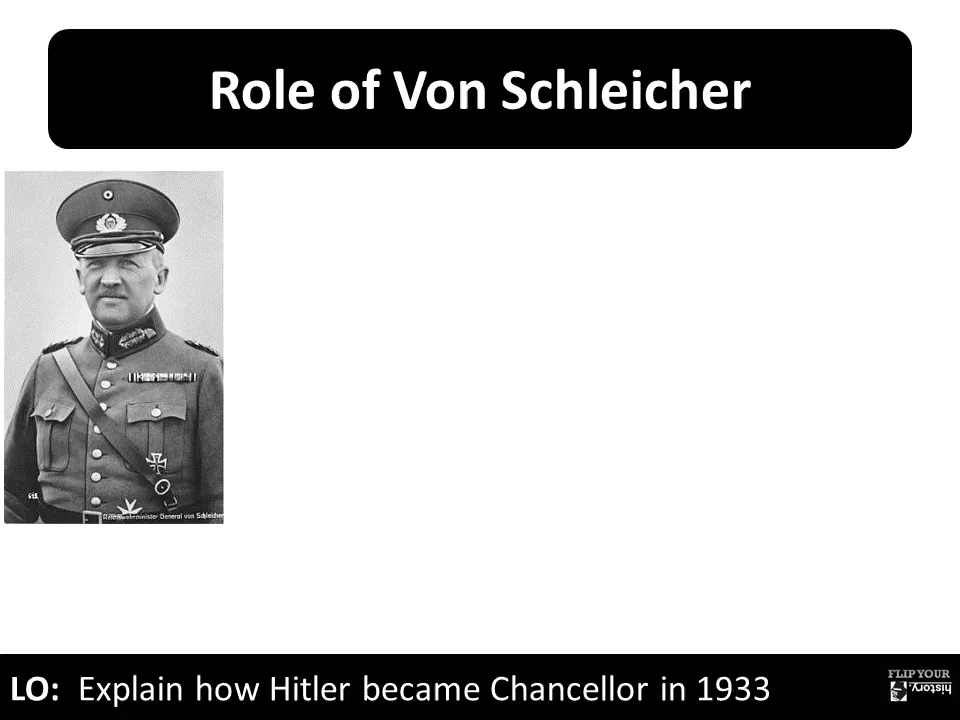 Role of Von Schleicher
Reichswehrminister General von Schleicher
LO: Explain how Hitler became Chancellor in 1933
FLIP YOUR
history.